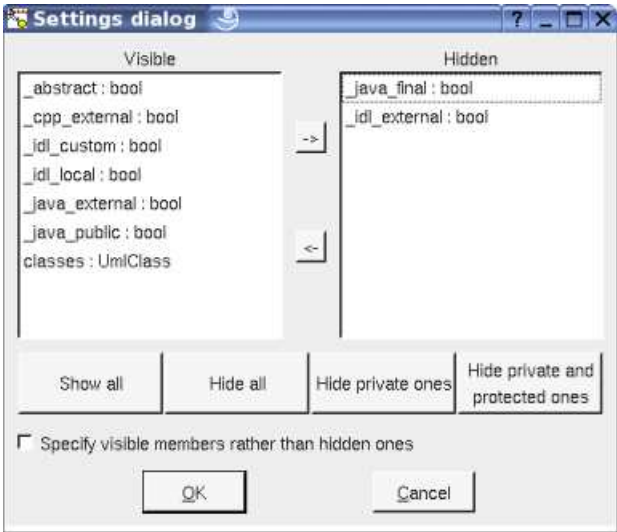 Settings dialog
Visible
Hidden
_abstract : bool
_cpp_external : bool
_idl_custom : bool
_idl_local : bool
_java_external : bool
_java_public : bool
classes : UmlClass
->
<-
_java_final : bool
_idl_external : bool
Show all
Hide all
Hide private ones
Hide private and
protected ones
Specify visible members rather than hidden ones
OK
Cancel